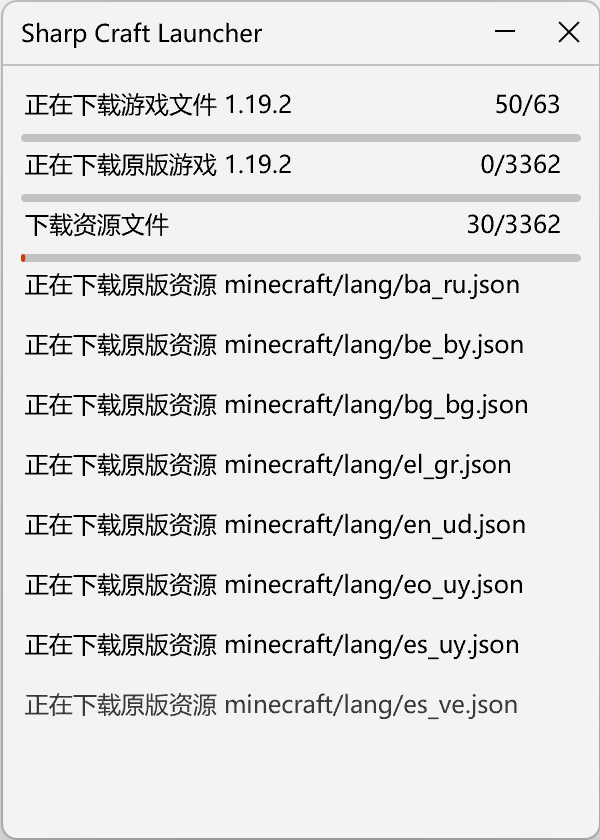 Sharp Craft Launcher
正在下载游戏文件 1.19.2 50/63
正在下载原版游戏 1.19.2 0/3362
下载资源文件 30/3362
正在下载原版资源 minecraft/lang/ba_ru.json
正在下载原版资源 minecraft/lang/be_by.json
正在下载原版资源 minecraft/lang/bg_bg.json
正在下载原版资源 minecraft/lang/el_gr.json
正在下载原版资源 minecraft/lang/en_ud.json
正在下载原版资源 minecraft/lang/eo_uy.json
正在下载原版资源 minecraft/lang/es_uy.json
正在下载原版资源 minecraft/lang/es_ve.json